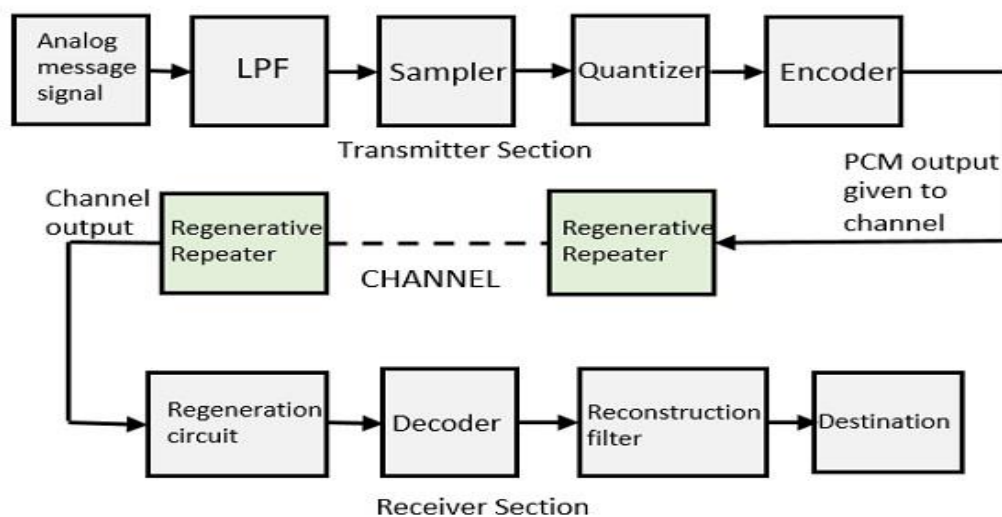 Analog
message
signal
LPF
Sampler
Quantizer
Encoder
Transmitter Section
PCM output
given to
channel
Channel
output
Regenerative
Repeater
CHANNEL
Regenerative
Repeater
Regeneration
circuit
Decoder
Reconstruction
filter
Destination
Receiver Section